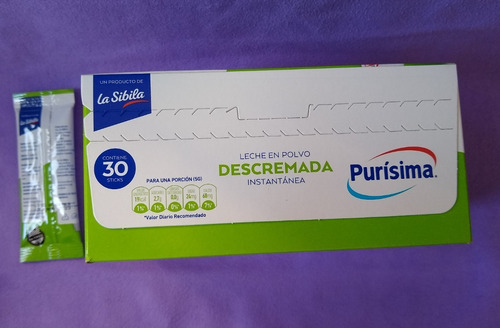 UN PRODUCTO DE
La Sibila
CONTIENE
30
STICKS
PARA UNA PORCIÓN (5G)
*Valor Diario Recomendado
LECHE EN POLVO
DESCREMADA
INSTANTÁNEA
Purísima